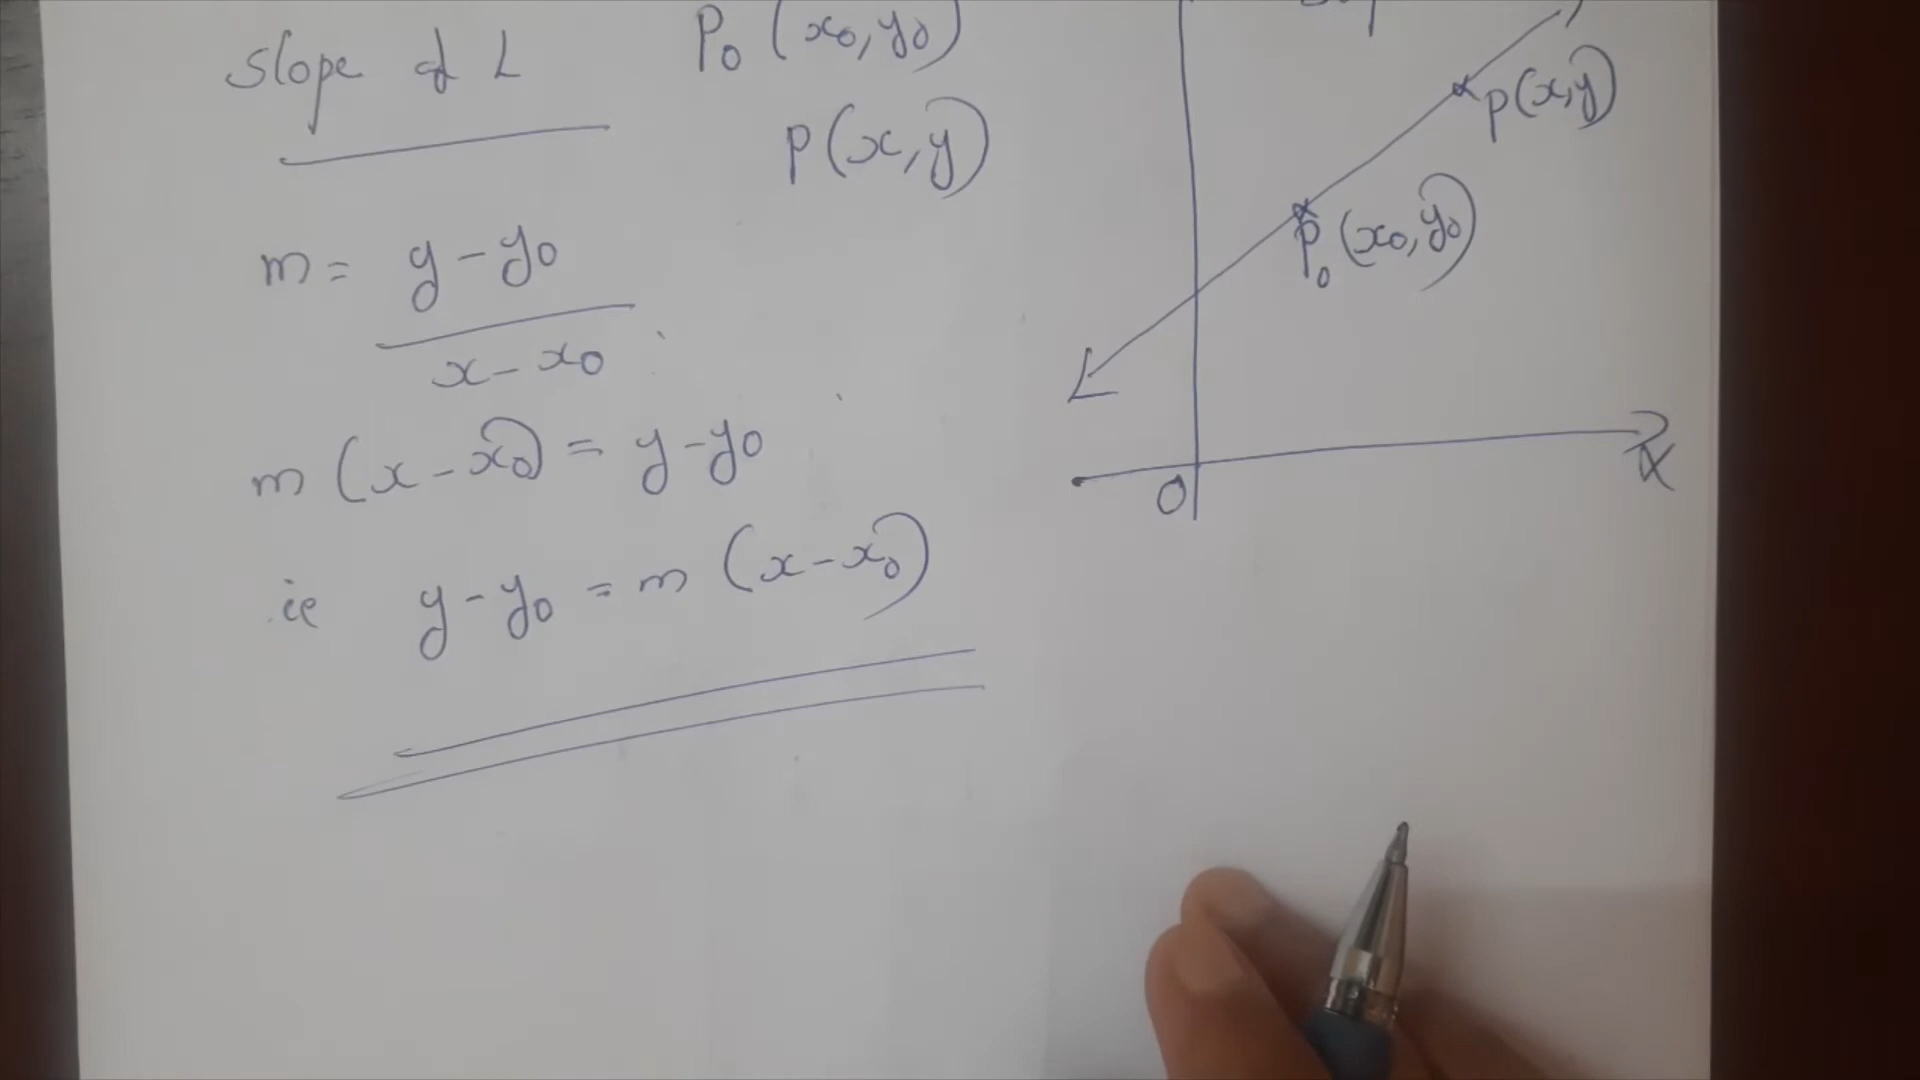 Slope of L
P₀ (x₀, y₀)
P(x, y)
m = y - y₀
x - x₀
m (x - x₀) = y - y₀
ie y - y₀ = m (x - x₀)
P(x, y)
P₀ (x₀, y₀)
O
X